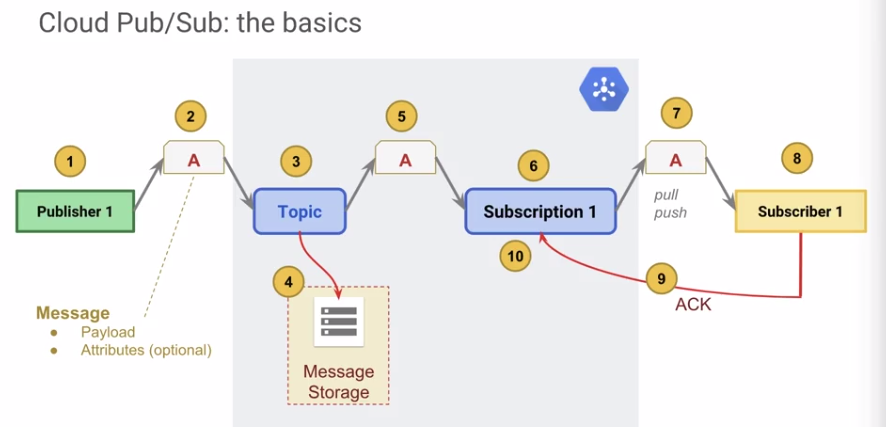 Cloud Pub/Sub: the basics
1
2
3
4
5
6
7
8
9
10
A
A
A
Publisher 1
Topic
Subscription 1
pull
push
Subscriber 1
ACK
Message
Payload
Attributes (optional)
Message
Storage